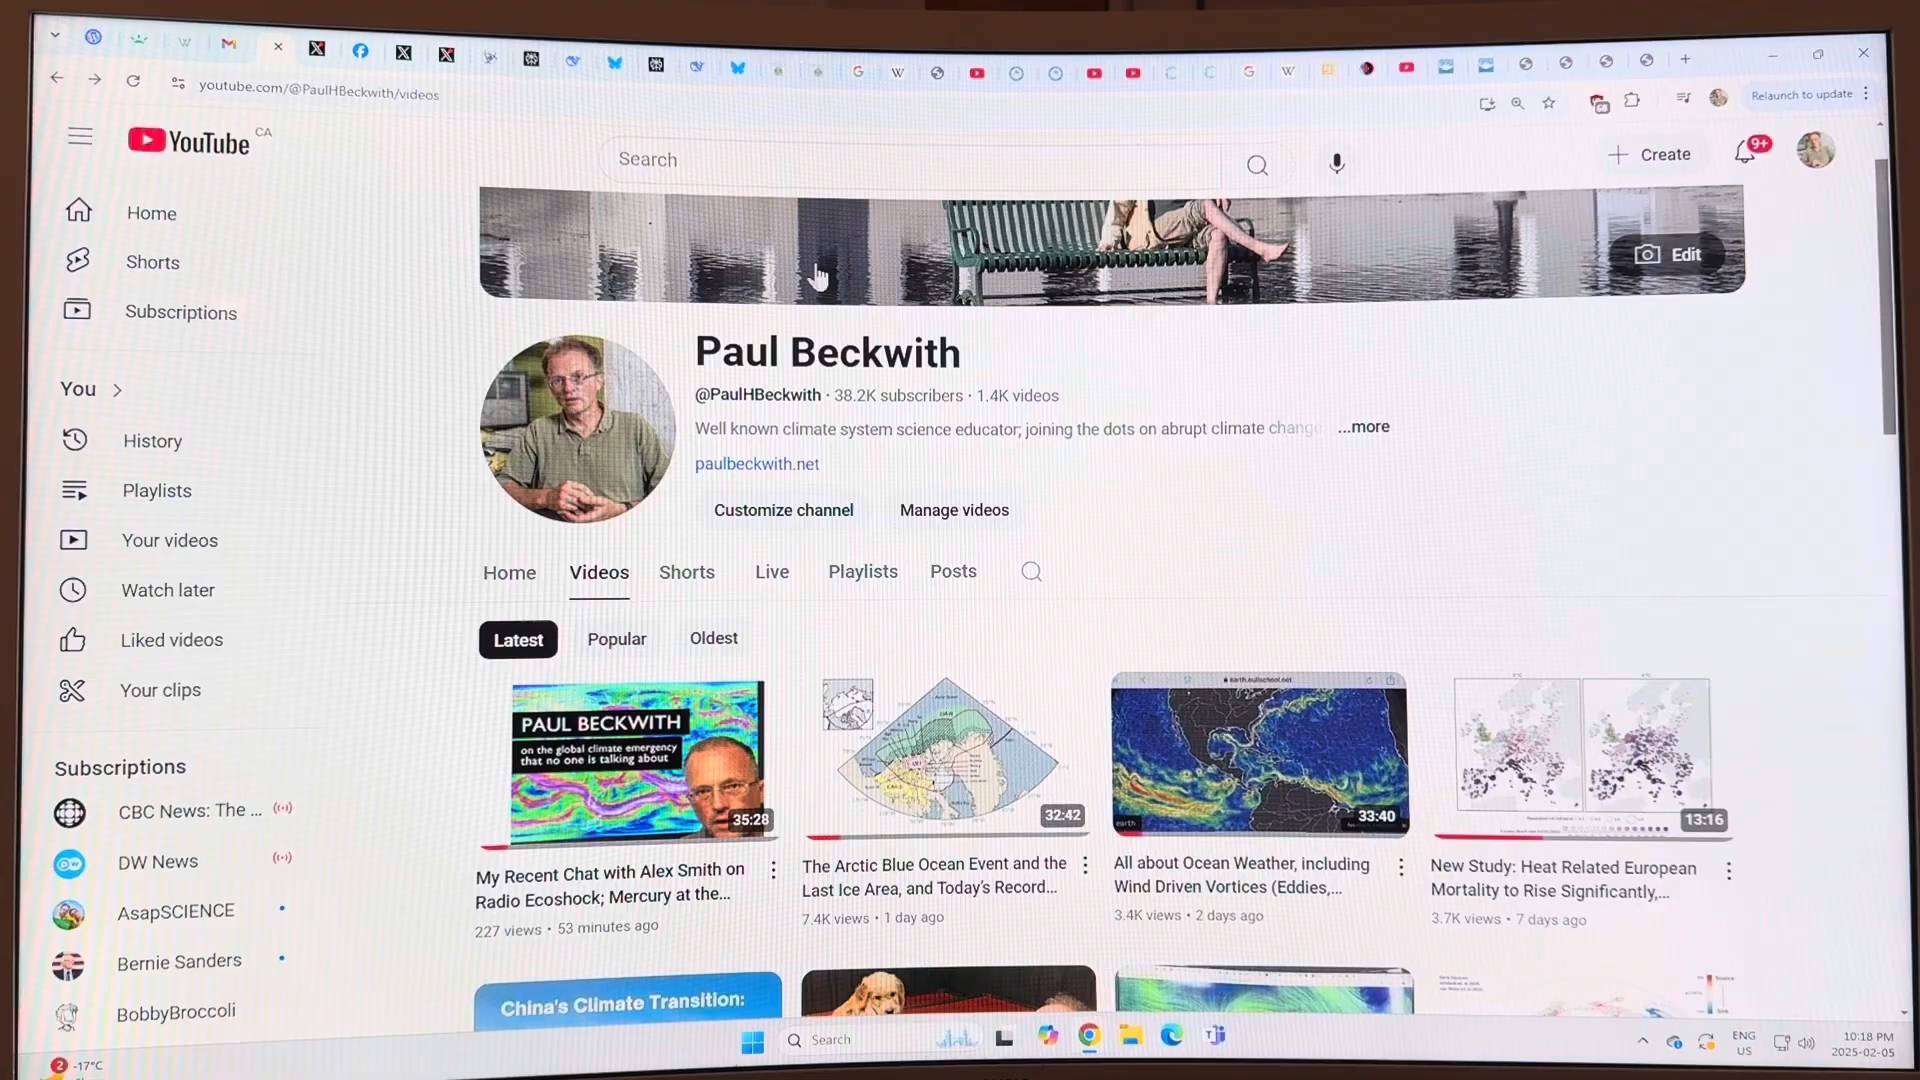 youtube.com/@PaulHBeckwith/videos
Relaunch to update
YouTube CA
Search
Create
9+
Home
Shorts
Subscriptions
Edit
Paul Beckwith
@PaulHBeckwith · 38.2K subscribers · 1.4K videos
Well known climate system science educator; joining the dots on abrupt climate change ...more
paulbeckwith.net
Customize channel
Manage videos
You
History
Playlists
Your videos
Watch later
Liked videos
Your clips
Home Videos Shorts Live Playlists Posts
Latest Popular Oldest
PAUL BECKWITH
on the global climate emergency
that no one is talking about
35:28
32:42
earth.nullschool.net
earth
33:40
13:16
My Recent Chat with Alex Smith on
Radio Ecoshock; Mercury at the...
227 views • 53 minutes ago
The Arctic Blue Ocean Event and the
Last Ice Area, and Today's Record...
7.4K views • 1 day ago
All about Ocean Weather, including
Wind Driven Vortices (Eddies,...
3.4K views • 2 days ago
New Study: Heat Related European
Mortality to Rise Significantly,...
3.7K views • 7 days ago
Subscriptions
CBC News: The ...
DW News
AsapSCIENCE
Bernie Sanders
BobbyBroccoli
China's Climate Transition:
2
-17°C
Search
ENG
US
10:18 PM
2025-02-05